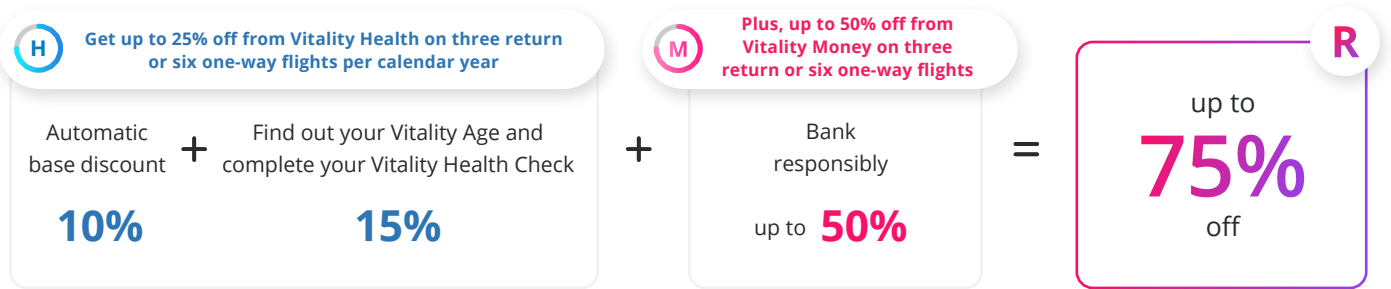 H
Get up to 25% off from Vitality Health on three return
or six one-way flights per calendar year
Automatic
base discount
10%
+
Find out your Vitality Age and
complete your Vitality Health Check
15%
+
M
Plus, up to 50% off from
Vitality Money on three
return or six one-way flights
Bank
responsibly
up to 50%
=
R
up to
75%
off